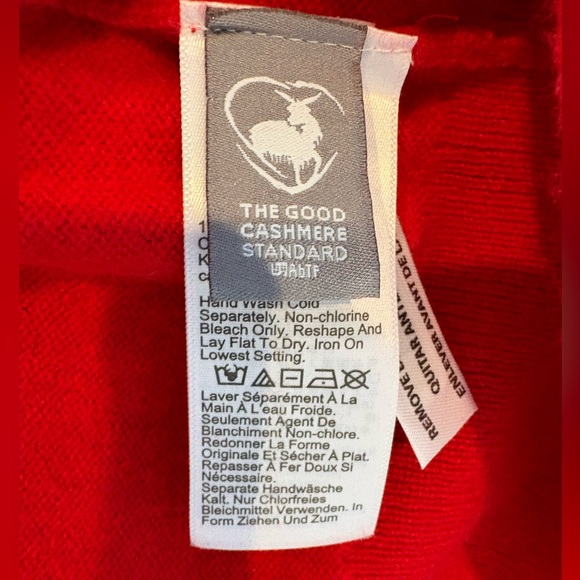 THE GOOD
CASHMERE
STANDARD
Hand Wash Cold
Separately. Non-chlorine
Bleach Only. Reshape And
Lay Flat To Dry. Iron On
Lowest Setting.
Laver Séparément À La
Main À L'eau Froide.
Seulement Agent De
Blanchiment Non-chlore.
Redonner La Forme
Originale Et Sécher À Plat.
Repasser À Fer Doux Si
Nécessaire.
Separate Handwäsche
Kalt. Nur Chlorfreies
Bleichmittel Verwenden. In
Form Ziehen Und Zum
REMOVE
QUITAR ANT
ENLEVER AVANT DE L